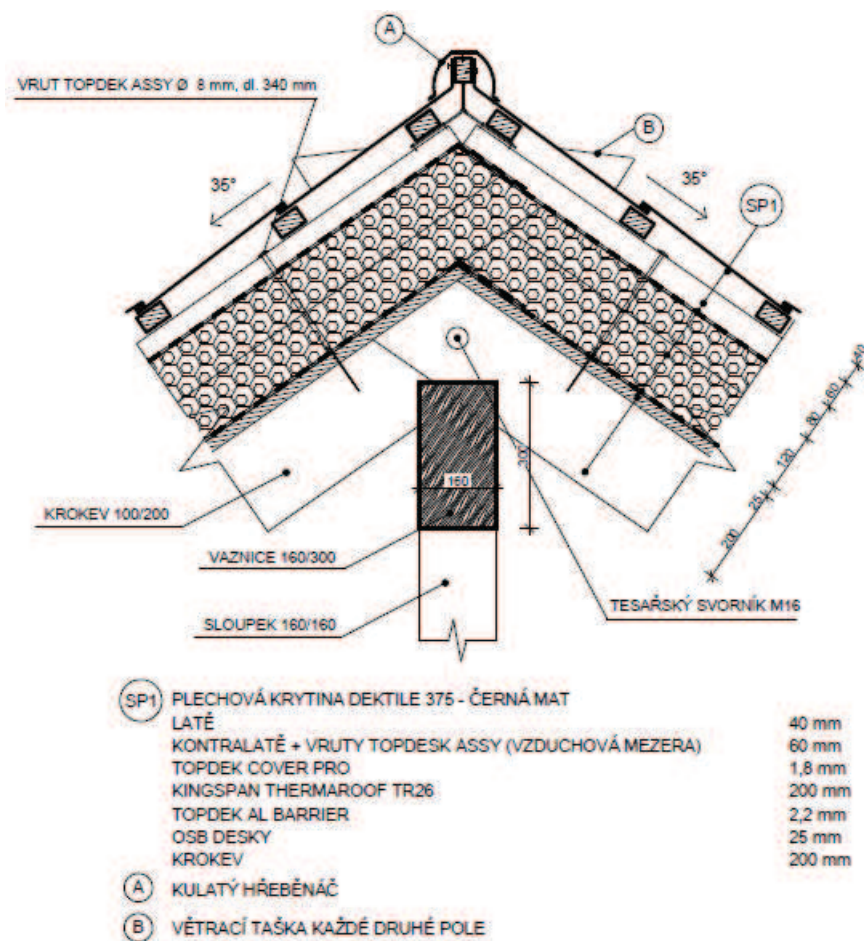 A
VRUT TOPDEK ASSY Ø 8 mm, dl. 340 mm
B
35°
35°
SP1
160
300
40
60
80
120
25
200
KROKEV 100/200
VAZNICE 160/300
TESAŘSKÝ SVORNÍK M16
SLOUPEK 160/160
SP1 PLECHOVÁ KRYTINA DEKTILE 375 - ČERNÁ MAT
LATĚ 40 mm
KONTRALATĚ + VRUTY TOPDESK ASSY (VZDUCHOVÁ MEZERA) 60 mm
TOPDEK COVER PRO 1,8 mm
KINGSPAN THERMAROOF TR26 200 mm
TOPDEK AL BARRIER 2,2 mm
OSB DESKY 25 mm
KROKEV 200 mm
A KULATÝ HŘEBĚNÁČ
B VĚTRACÍ TAŠKA KAŽDÉ DRUHÉ POLE